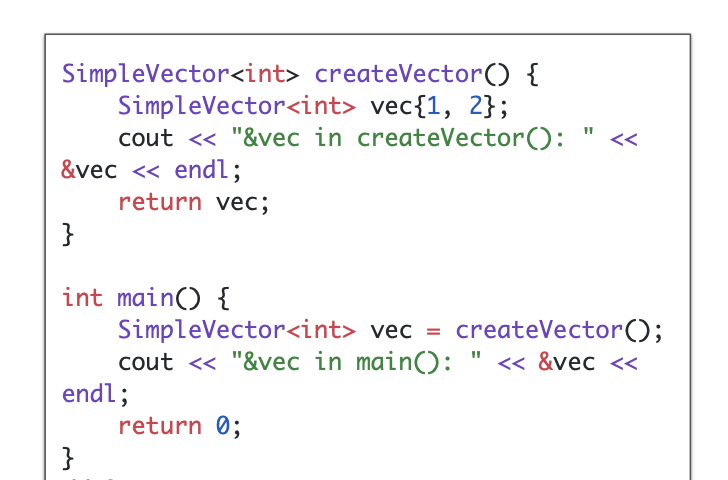 SimpleVector<int> createVector() {
    SimpleVector<int> vec{1, 2};
    cout << "&vec in createVector(): " <<
&vec << endl;
    return vec;
}

int main() {
    SimpleVector<int> vec = createVector();
    cout << "&vec in main(): " << &vec <<
endl;
    return 0;
}